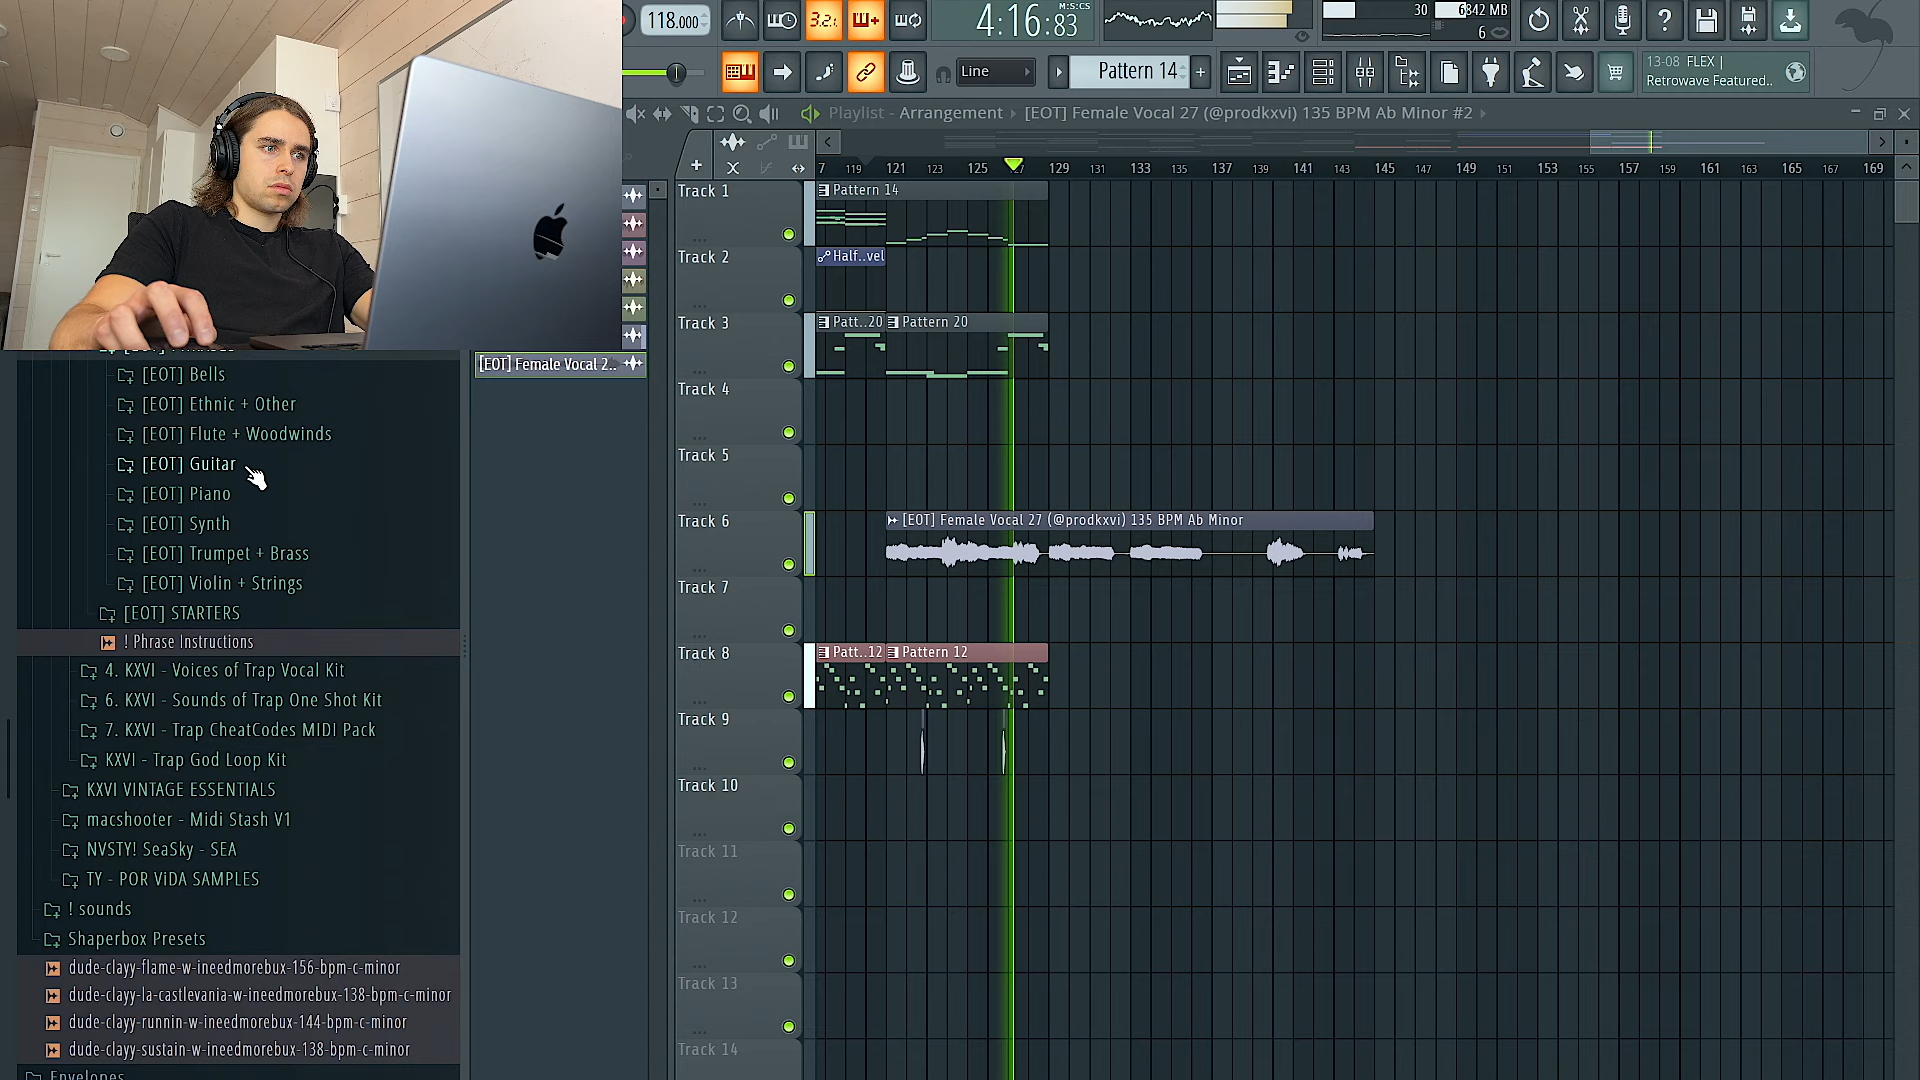 118.000
3.2.
4:16:83
M:S:CS
30
6842 MB
6
Line
Pattern 14
13-08 FLEX |
Retrowave Featured..
Playlist - Arrangement › [EOT] Female Vocal 27 (@prodkxvi) 135 BPM Ab Minor #2
7 119 121 125 127 129 131 133 135 137 139 141 143 145 147 149 151 153 155 157 159 161 163 165 167 169
Track 1
Pattern 14
Track 2
Half..vel
Track 3
Patt..20
Pattern 20
Track 4
Track 5
Track 6
[EOT] Female Vocal 27 (@prodkxvi) 135 BPM Ab Minor
Track 7
Track 8
Patt..12
Pattern 12
Track 9
Track 10
Track 11
Track 12
Track 13
Track 14
[EOT] Female Vocal 2..
[EOT] Bells
[EOT] Ethnic + Other
[EOT] Flute + Woodwinds
[EOT] Guitar
[EOT] Piano
[EOT] Synth
[EOT] Trumpet + Brass
[EOT] Violin + Strings
[EOT] STARTERS
! Phrase Instructions
4. KXVI - Voices of Trap Vocal Kit
6. KXVI - Sounds of Trap One Shot Kit
7. KXVI - Trap CheatCodes MIDI Pack
KXVI - Trap God Loop Kit
KXVI VINTAGE ESSENTIALS
macshooter - Midi Stash V1
NVSTY! SeaSky - SEA
TY - POR ViDA SAMPLES
! sounds
Shaperbox Presets
dude-clayy-flame-w-ineedmorebux-156-bpm-c-minor
dude-clayy-la-castlevania-w-ineedmorebux-138-bpm-c-minor
dude-clayy-runnin-w-ineedmorebux-144-bpm-c-minor
dude-clayy-sustain-w-ineedmorebux-138-bpm-c-minor
Envelopes